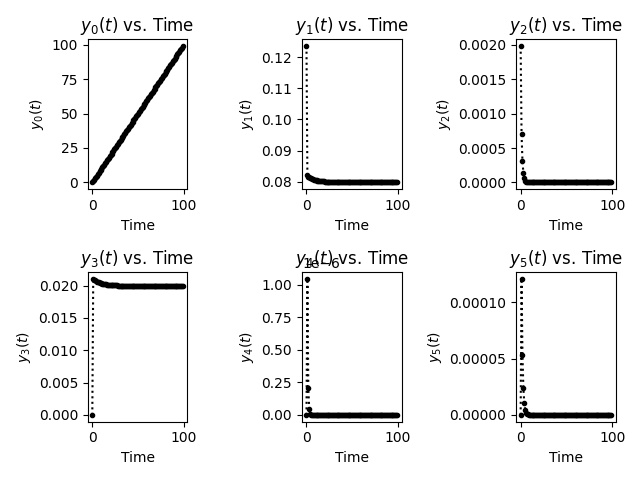 y₀(t) vs. Time
y₁(t) vs. Time
y₂(t) vs. Time
100
75
50
25
0
y₀(t)
0 100
Time
0.12
0.11
0.10
0.09
0.08
y₁(t)
0 100
Time
0.0020
0.0015
0.0010
0.0005
0.0000
y₂(t)
0 100
Time
y₃(t) vs. Time
y₄(t) vs. Time
1e−6
y₅(t) vs. Time
0.020
0.015
0.010
0.005
0.000
y₃(t)
0 100
Time
1.00
0.75
0.50
0.25
0.00
y₄(t)
0 100
Time
0.00010
0.00005
0.00000
y₅(t)
0 100
Time